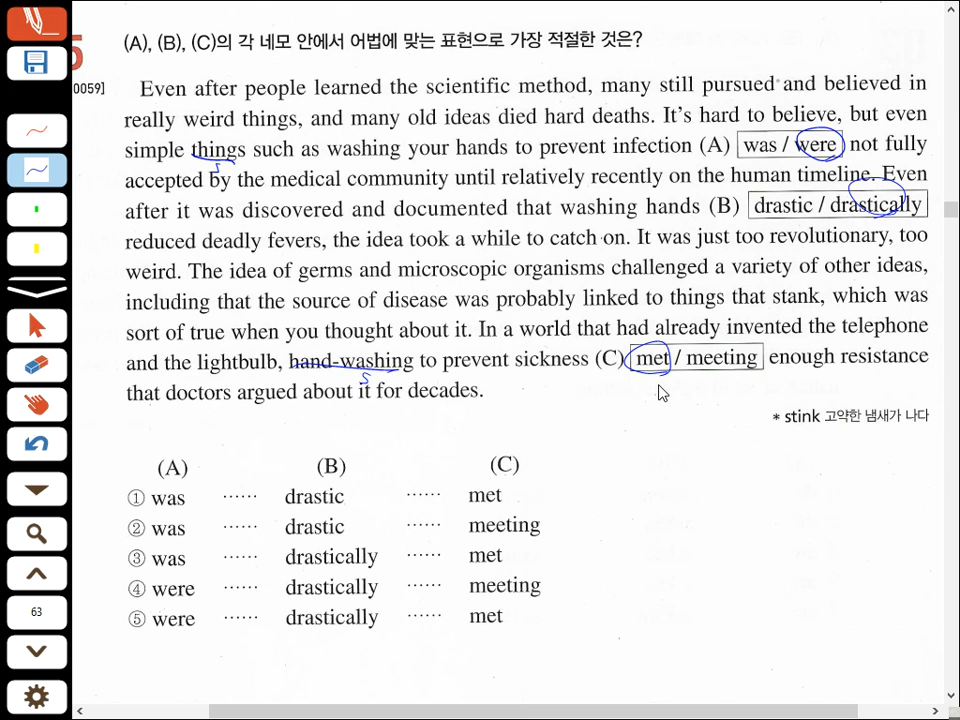 5
0059]
(A), (B), (C)의 각 네모 안에서 어법에 맞는 표현으로 가장 적절한 것은?
Even after people learned the scientific method, many still pursued and believed in
really weird things, and many old ideas died hard deaths. It's hard to believe, but even
simple things such as washing your hands to prevent infection (A) was / were not fully
s
accepted by the medical community until relatively recently on the human timeline. Even
after it was discovered and documented that washing hands (B) drastic / drastically
reduced deadly fevers, the idea took a while to catch on. It was just too revolutionary, too
weird. The idea of germs and microscopic organisms challenged a variety of other ideas,
including that the source of disease was probably linked to things that stank, which was
sort of true when you thought about it. In a world that had already invented the telephone
and the lightbulb, hand-washing to prevent sickness (C) met / meeting enough resistance
s
that doctors argued about it for decades.
* stink 고약한 냄새가 나다
(A) (B) (C)
① was …… drastic …… met
② was …… drastic …… meeting
③ was …… drastically …… met
④ were …… drastically …… meeting
⑤ were …… drastically …… met
63